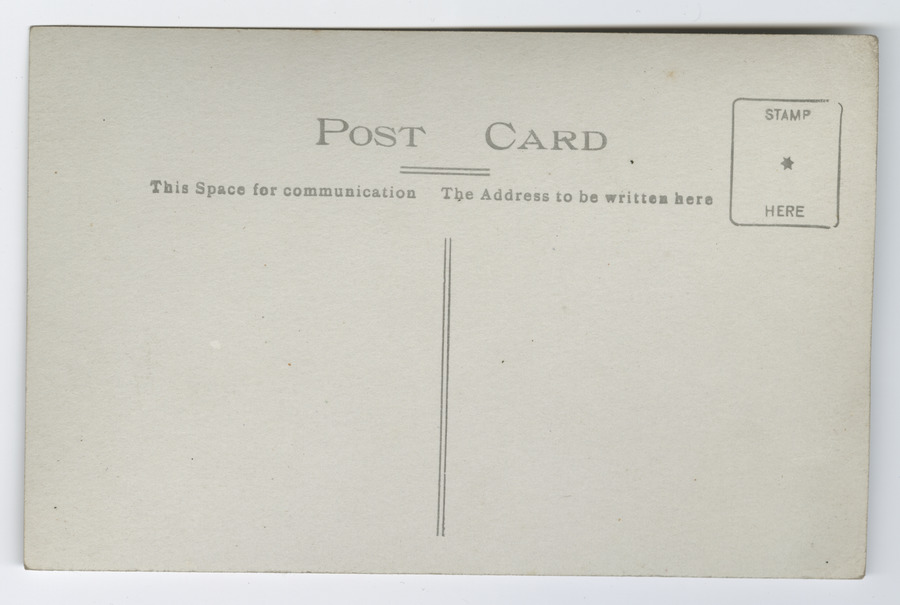 POST CARD
This Space for communication The Address to be written here
STAMP
HERE